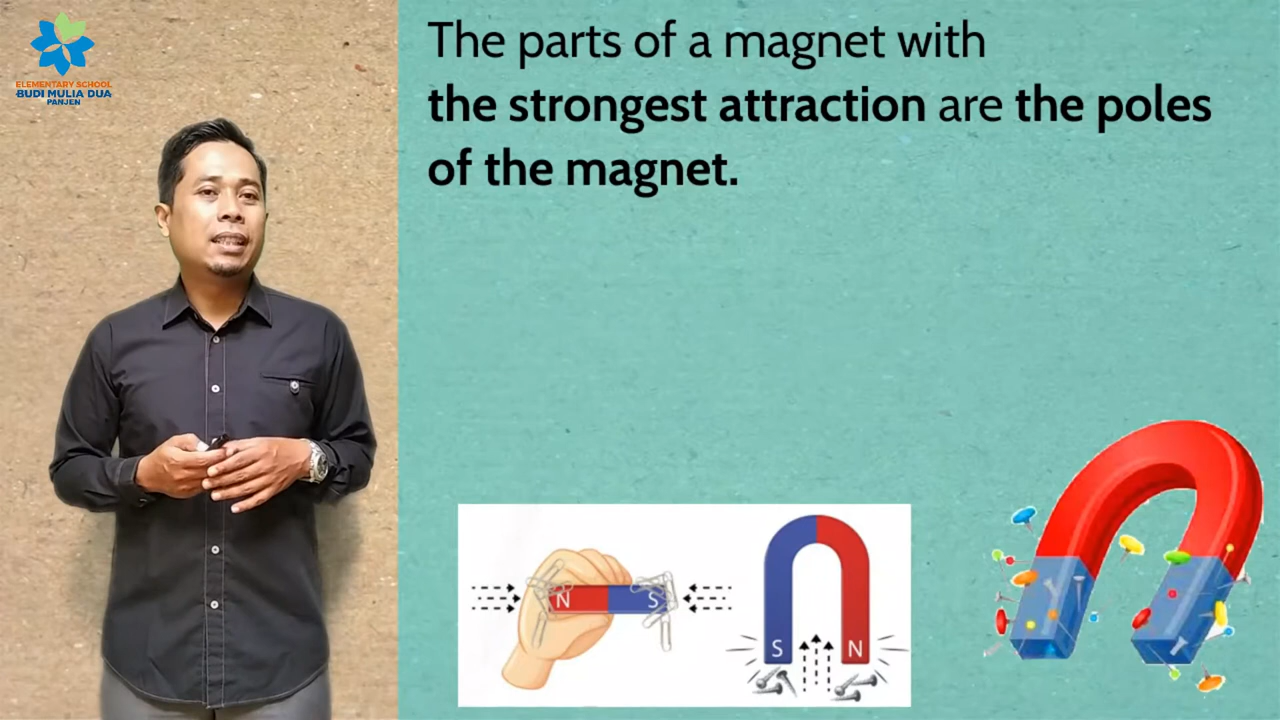 ELEMENTARY SCHOOL
BUDI MULIA DUA
PANJEN
The parts of a magnet with
the strongest attraction are the poles
of the magnet.
N S
S N